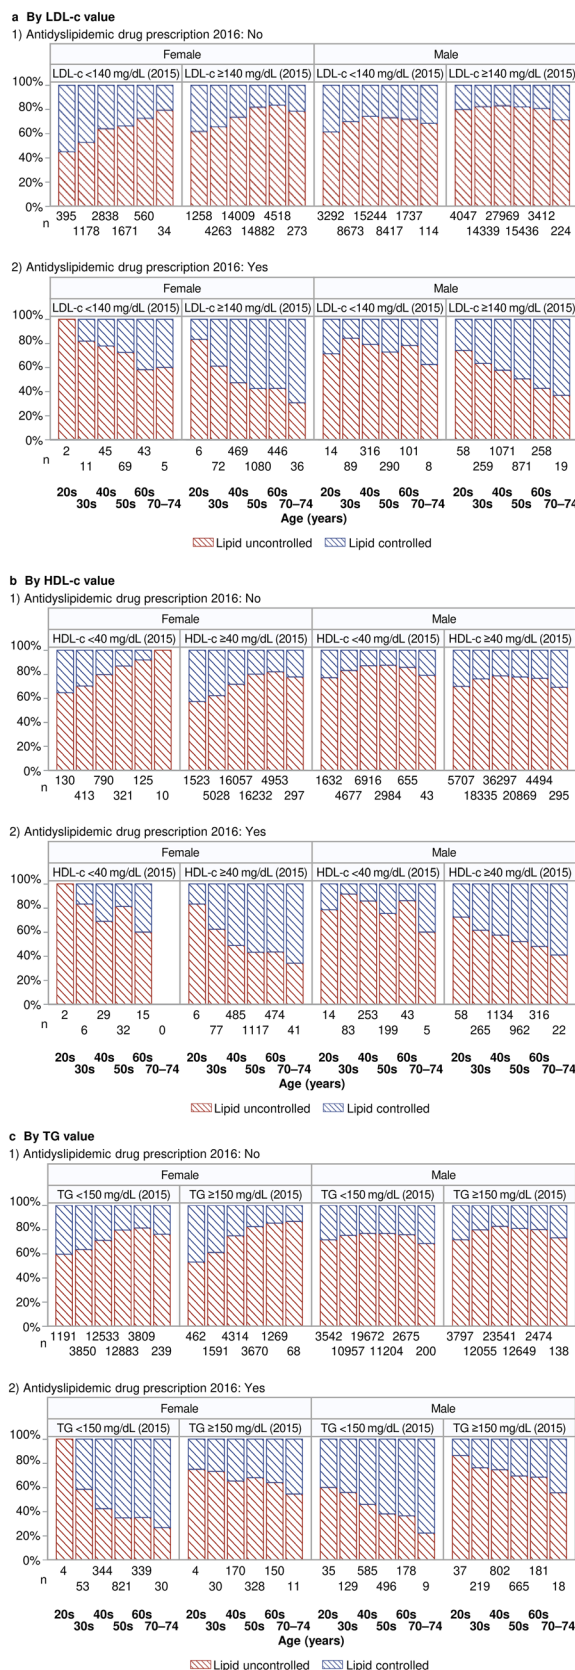 a By LDL-c value
1) Antidyslipidemic drug prescription 2016: No
Female Male
LDL-c <140 mg/dL (2015) LDL-c ≥140 mg/dL (2015) LDL-c <140 mg/dL (2015) LDL-c ≥140 mg/dL (2015)
100%
80%
60%
40%
20%
0%
395 2838 560 1258 14009 4518 3292 15244 1737 4047 27969 3412
n 1178 1671 34 4263 14882 273 8673 8417 114 14339 15436 224
2) Antidyslipidemic drug prescription 2016: Yes
Female Male
LDL-c <140 mg/dL (2015) LDL-c ≥140 mg/dL (2015) LDL-c <140 mg/dL (2015) LDL-c ≥140 mg/dL (2015)
100%
80%
60%
40%
20%
0%
2 45 43 6 469 446 14 316 101 58 1071 258
n 11 69 5 72 1080 36 89 290 8 259 871 19
20s 40s 60s 20s 40s 60s 20s 40s 60s 20s 40s 60s
30s 50s 70–74 30s 50s 70–74 30s 50s 70–74 30s 50s 70–74
Age (years)
Lipid uncontrolled Lipid controlled
b By HDL-c value
1) Antidyslipidemic drug prescription 2016: No
Female Male
HDL-c <40 mg/dL (2015) HDL-c ≥40 mg/dL (2015) HDL-c <40 mg/dL (2015) HDL-c ≥40 mg/dL (2015)
100%
80%
60%
40%
20%
0%
130 790 125 1523 16057 4953 1632 6916 655 5707 36297 4494
n 413 321 10 5028 16232 297 4677 2984 43 18335 20869 295
2) Antidyslipidemic drug prescription 2016: Yes
Female Male
HDL-c <40 mg/dL (2015) HDL-c ≥40 mg/dL (2015) HDL-c <40 mg/dL (2015) HDL-c ≥40 mg/dL (2015)
100%
80%
60%
40%
20%
0%
2 29 15 6 485 474 14 253 43 58 1134 316
n 6 32 0 77 1117 41 83 199 5 265 962 22
20s 40s 60s 20s 40s 60s 20s 40s 60s 20s 40s 60s
30s 50s 70–74 30s 50s 70–74 30s 50s 70–74 30s 50s 70–74
Age (years)
Lipid uncontrolled Lipid controlled
c By TG value
1) Antidyslipidemic drug prescription 2016: No
Female Male
TG <150 mg/dL (2015) TG ≥150 mg/dL (2015) TG <150 mg/dL (2015) TG ≥150 mg/dL (2015)
100%
80%
60%
40%
20%
0%
1191 12533 3809 462 4314 1269 3542 19672 2675 3797 23541 2474
n 3850 12883 239 1591 3670 68 10957 11204 200 12055 12649 138
2) Antidyslipidemic drug prescription 2016: Yes
Female Male
TG <150 mg/dL (2015) TG ≥150 mg/dL (2015) TG <150 mg/dL (2015) TG ≥150 mg/dL (2015)
100%
80%
60%
40%
20%
0%
4 344 339 4 170 150 35 585 178 37 802 181
n 53 821 30 30 328 11 129 496 9 219 665 18
20s 40s 60s 20s 40s 60s 20s 40s 60s 20s 40s 60s
30s 50s 70–74 30s 50s 70–74 30s 50s 70–74 30s 50s 70–74
Age (years)
Lipid uncontrolled Lipid controlled